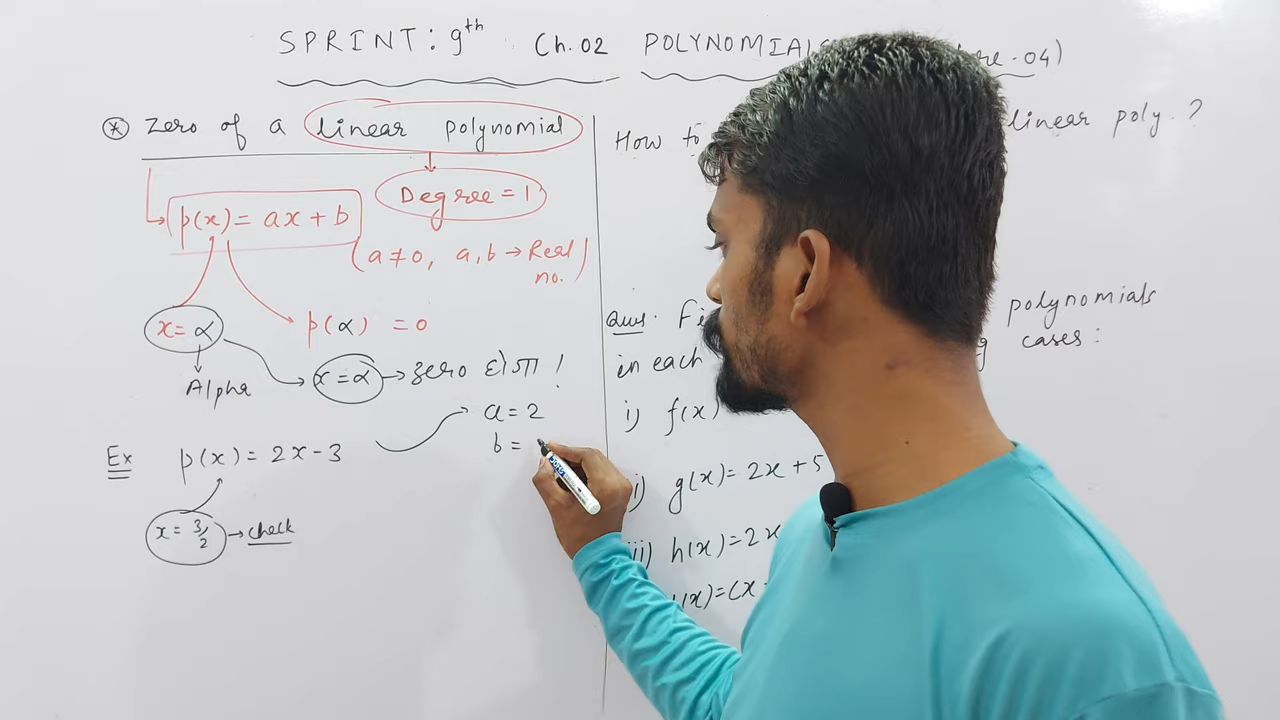 SPRINT: 9th Ch.02 POLYNOMIALS 04)
* Zero of a linear polynomial
Degree = 1
p(x) = ax + b
(a ≠ 0, a, b → Real no.)
x = α
p(α) = 0
Alpha
x = α → zero होगा !
Ex p(x) = 2x - 3
a = 2
b =
x = 3/2 → check
How to linear poly. ?
Ques. polynomials
in each cases :
i) f(x)
g(x) = 2x + 5
iii) h(x) = 2x
(x) = (x